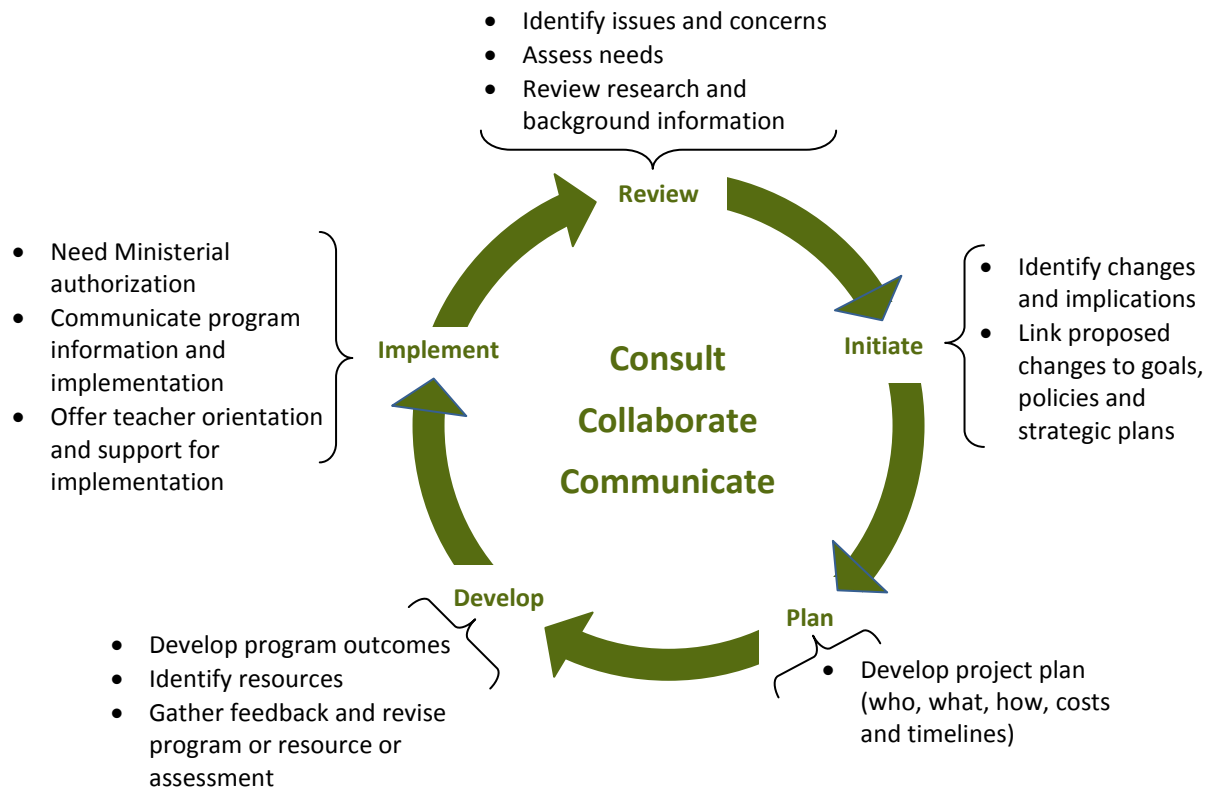 • Identify issues and concerns
• Assess needs
• Review research and
background information
Review
• Need Ministerial
authorization
• Communicate program
information and
implementation
• Offer teacher orientation
and support for
implementation
Implement
Consult
Collaborate
Communicate
Initiate
• Identify changes
and implications
• Link proposed
changes to goals,
policies and
strategic plans
Develop
• Develop program outcomes
• Identify resources
• Gather feedback and revise
program or resource or
assessment
Plan
• Develop project plan
(who, what, how, costs
and timelines)